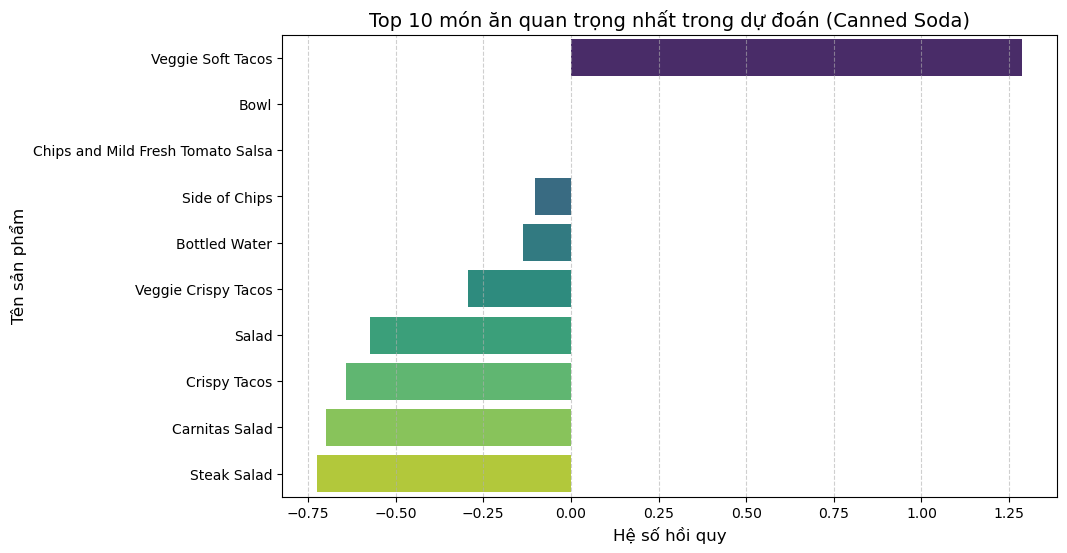 Top 10 món ăn quan trọng nhất trong dự đoán (Canned Soda)
Tên sản phẩm
Veggie Soft Tacos
Bowl
Chips and Mild Fresh Tomato Salsa
Side of Chips
Bottled Water
Veggie Crispy Tacos
Salad
Crispy Tacos
Carnitas Salad
Steak Salad
−0.75 −0.50 −0.25 0.00 0.25 0.50 0.75 1.00 1.25
Hệ số hồi quy